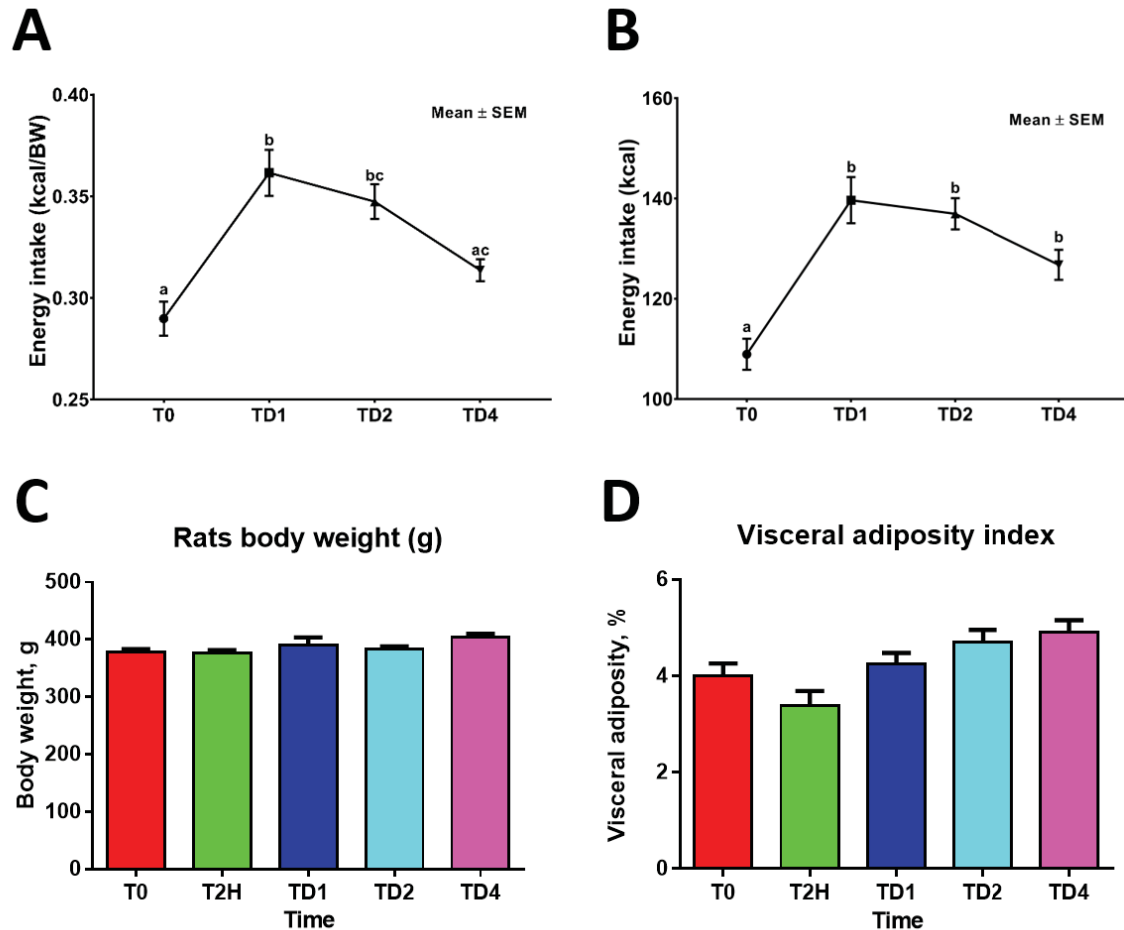 A
Energy intake (kcal/BW)
0.40
0.35
0.30
0.25
Mean ± SEM
a
b
bc
ac
T0 TD1 TD2 TD4
B
Energy intake (kcal)
160
140
120
100
Mean ± SEM
a
b
b
b
T0 TD1 TD2 TD4
C
Rats body weight (g)
Body weight, g
500
400
300
200
100
0
T0 T2H TD1 TD2 TD4
Time
D
Visceral adiposity index
Visceral adiposity, %
6
4
2
0
T0 T2H TD1 TD2 TD4
Time